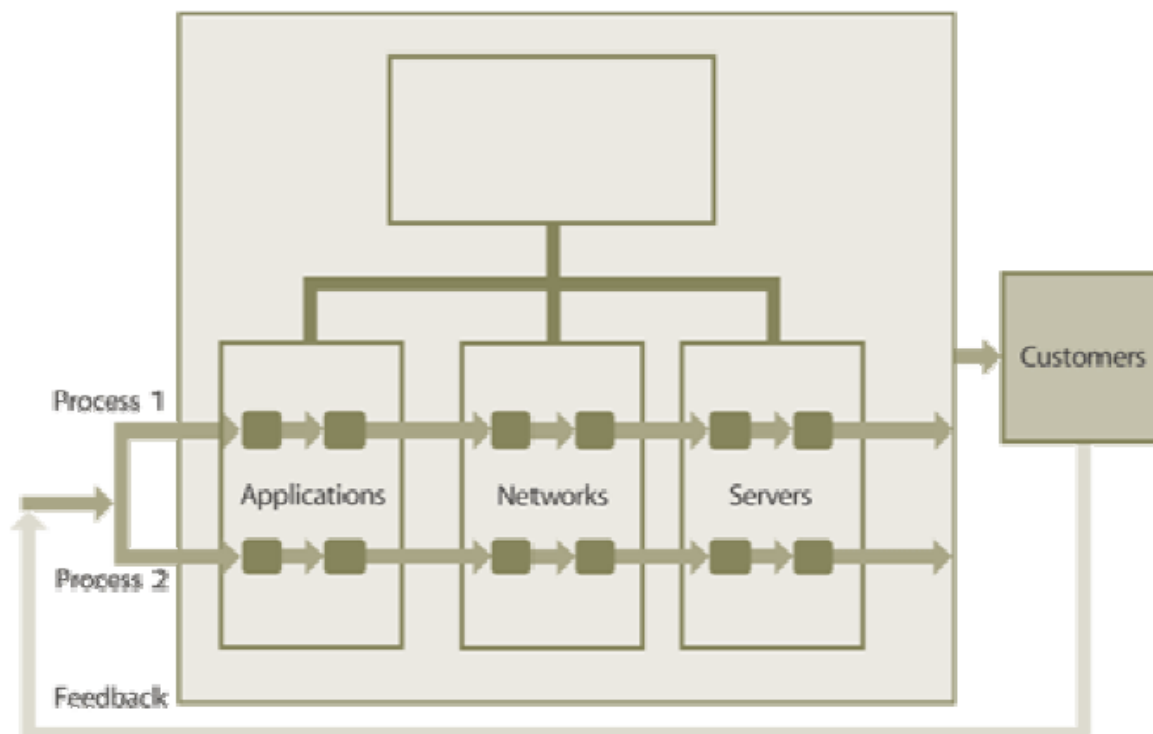 Customers
Process 1
Applications
Networks
Servers
Process 2
Feedback